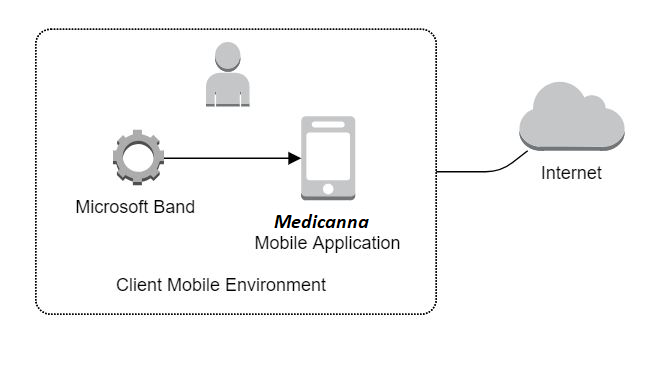 Internet
Microsoft Band
Medicanna
Mobile Application
Client Mobile Environment